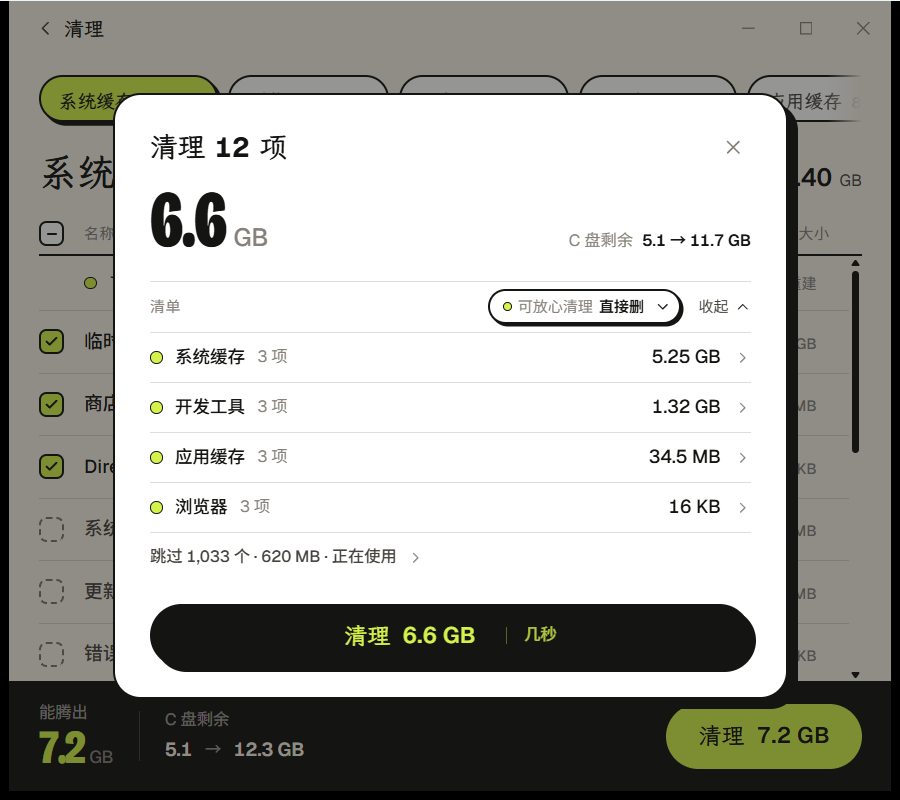 清理
系统缓存
应用缓存 8
清理 12 项
系统
.40 GB
6.6 GB
C 盘剩余 5.1 → 11.7 GB
名称
大小
清单
可放心清理 直接删
收起
建
临时
GB
系统缓存 3 项 5.25 GB
商店
MB
开发工具 3 项 1.32 GB
Dire
KB
应用缓存 3 项 34.5 MB
系统
MB
浏览器 3 项 16 KB
跳过 1,033 个 · 620 MB · 正在使用
更新
MB
清理 6.6 GB | 几秒
错误
KB
能腾出
7.2 GB
C 盘剩余
5.1 → 12.3 GB
清理 7.2 GB